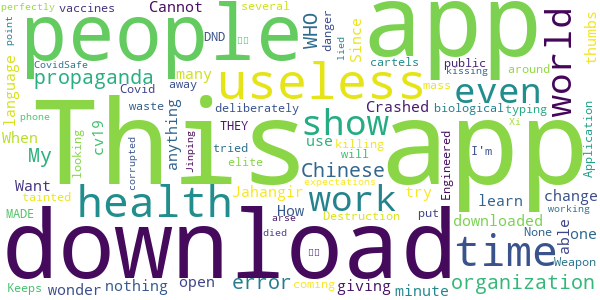 perfectly vaccines Cannot several WHO danger world thumbs
people app
point DND □□ Since lied cartels kissing
CovidSafe Covid away useless public around even
language propaganda many
waste deliberately mass biological typing
This app
When anything THEY Crashed show
My cv19 tried use killing will Xi I'm Application
looking Jinping elite Chinese Engineered
phone corrupted Want Jahangir try learn change
tainted health How expectations work downloaded None one able working
MADE download Destruction put time Weapon
arse died □□ coming
Keeps wonder nothing open error giving minute organization